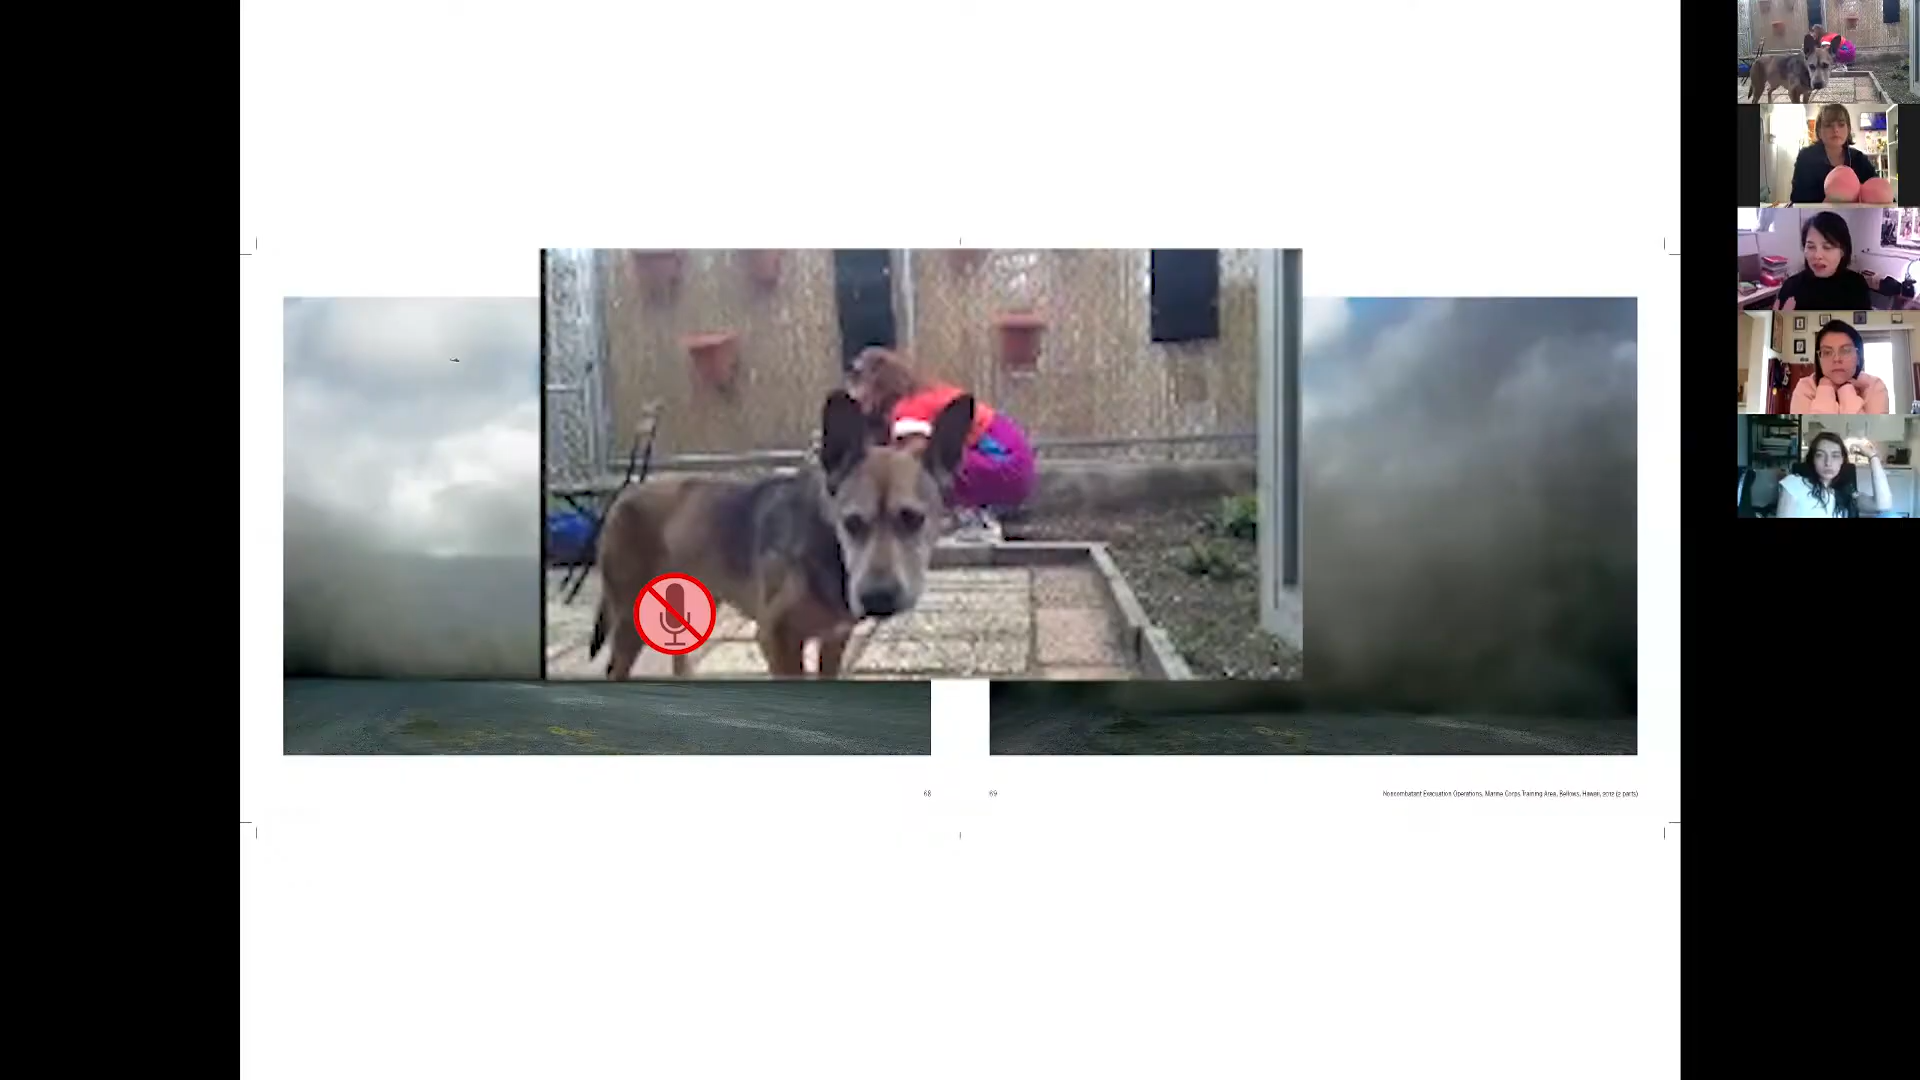 68
69
Noncombatant Evacuation Operations, Marine Corps Training Area, Bellows, Hawaii, 2012 (2 parts)